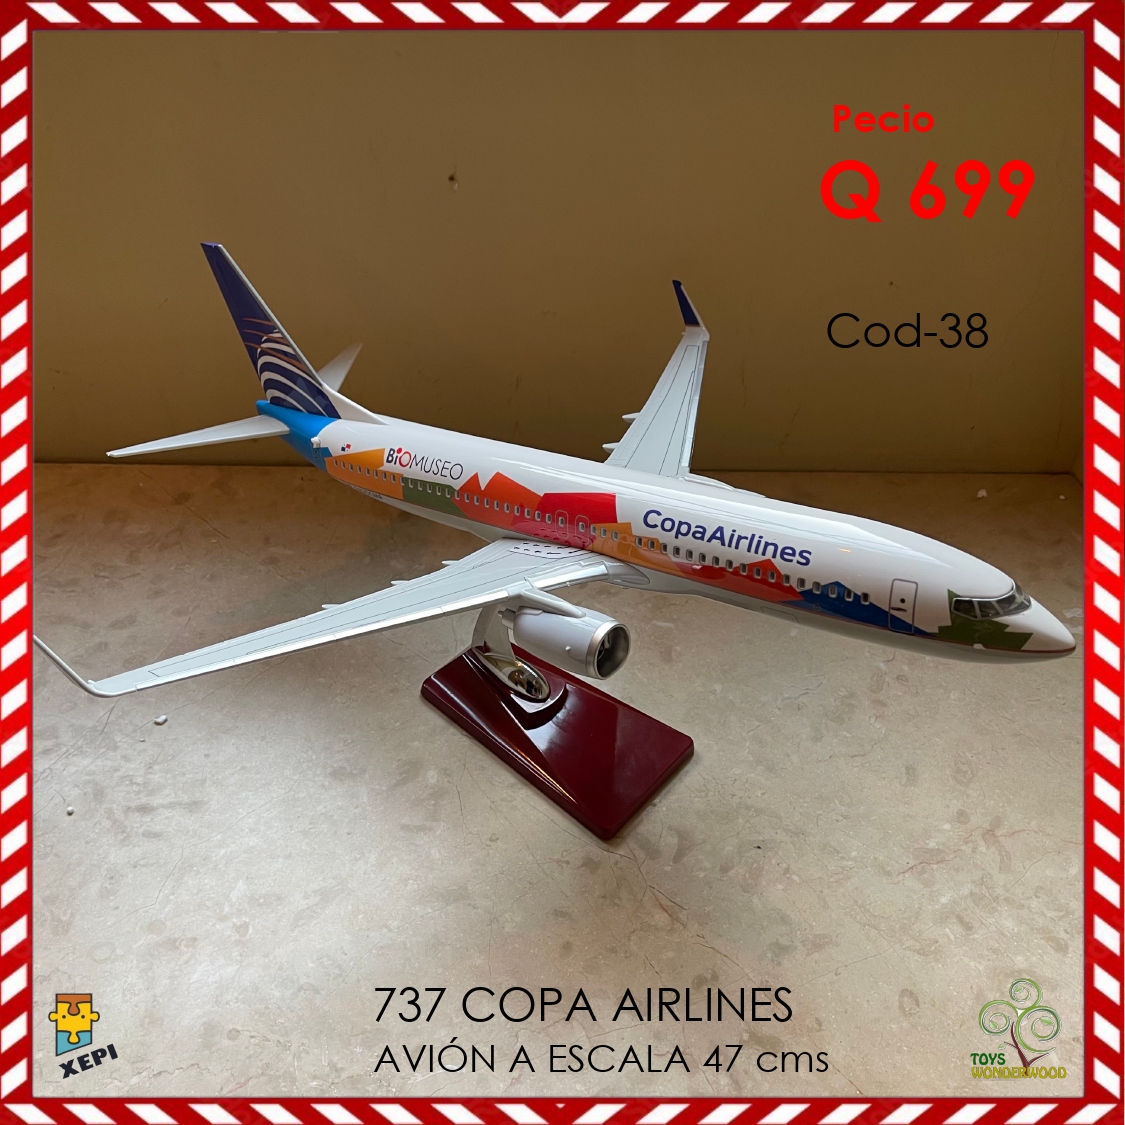 Pecio
Q 699
Cod-38
BIOMUSEO
CopaAirlines
737 COPA AIRLINES
AVIÓN A ESCALA 47 cms
XEPI
TOYS
WONDERWOOD